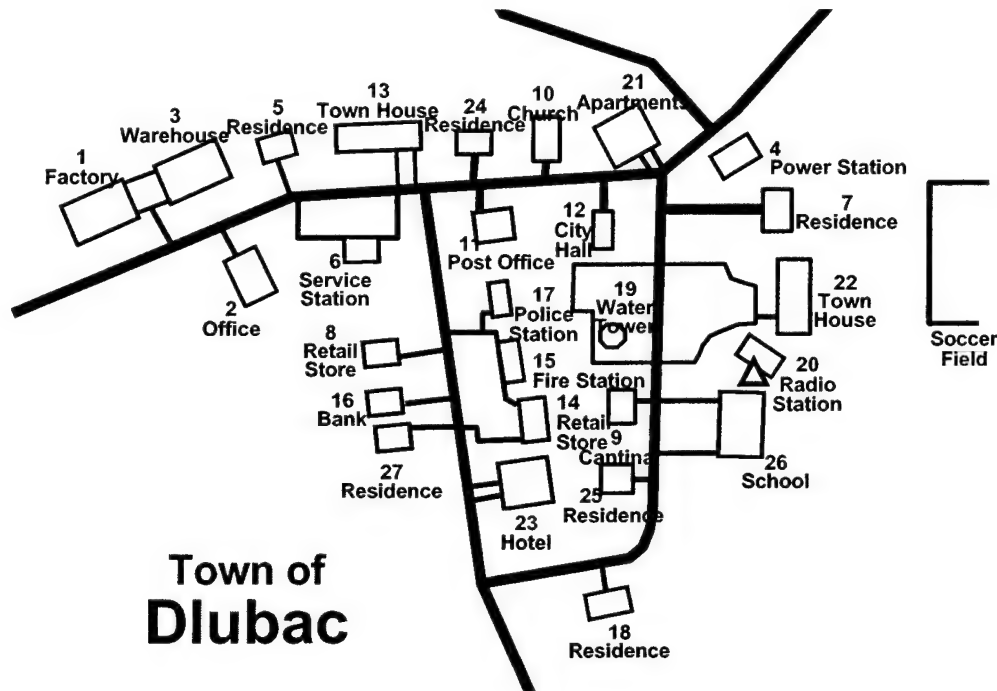 21
Apartments
10
Church
13
Town House
24
Residence
5
Residence
3
Warehouse
1
Factory
4
Power Station
7
Residence
12
City
Hall
11
Post Office
6
Service
Station
2
Office
17
Police
Station
19
Water
Tower
22
Town
House
Soccer
Field
8
Retail
Store
15
Fire Station
20
Radio
Station
16
Bank
14
Retail
Store
9
Cantina
26
School
27
Residence
25
Residence
23
Hotel
18
Residence
Town of
Dlubac